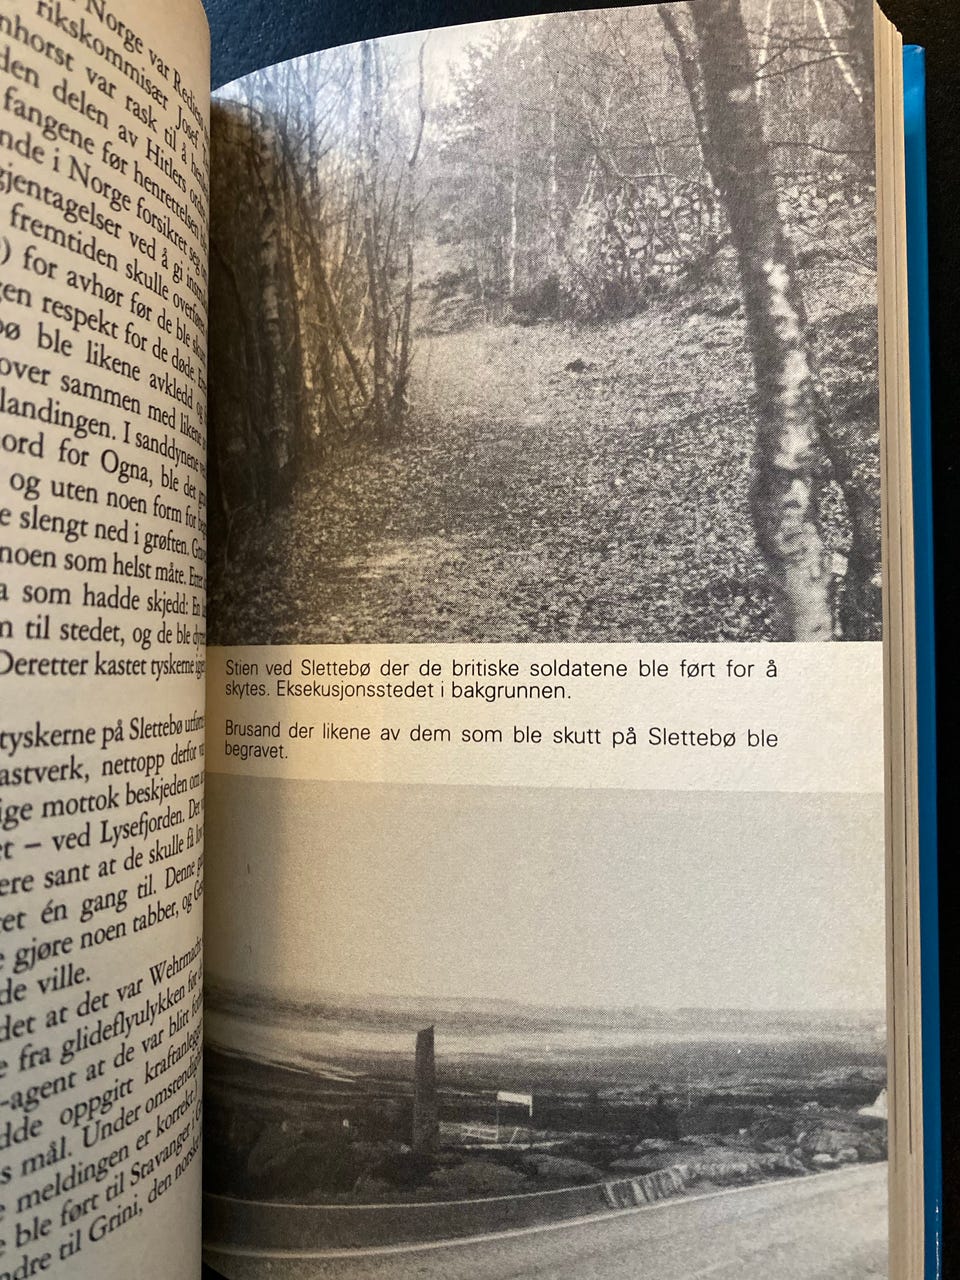 Norge var Rediess
rikskommisær Josef
nhorst var rask til å
den delen av Hitlers ordre
fangene før henrettelsen
nde i Norge forsikret seg
gjentagelser ved å gi
fremtiden skulle
) for avhør før de ble
gen respekt for de døde.
bø ble likene avkledd og
over sammen med likene
landingen. I sanddynene
ord for Ogna, ble det
og uten noen form for
e slengt ned i grøften.
noen som helst måte.
a som hadde skjedd: En
n til stedet, og de ble
Deretter kastet tyskerne
tyskerne på Slettebø
astverk, nettopp derfor
ige mottok beskjeden om
et – ved Lysefjorden. Det
ere sant at de skulle få
et én gang til. Denne
e gjøre noen tabber, og
de ville.
det at det var Wehrmacht
e fra glideflyulykken før
-agent at de var blitt
dde oppgitt kraftanlegget
s mål. Under
e meldingen er korrekt.)
e ble ført til Stavanger i
ndre til Grini, den norske
Stien ved Slettebø der de britiske soldatene ble ført for å
skytes. Eksekusjonsstedet i bakgrunnen.
Brusand der likene av dem som ble skutt på Slettebø ble
begravet.